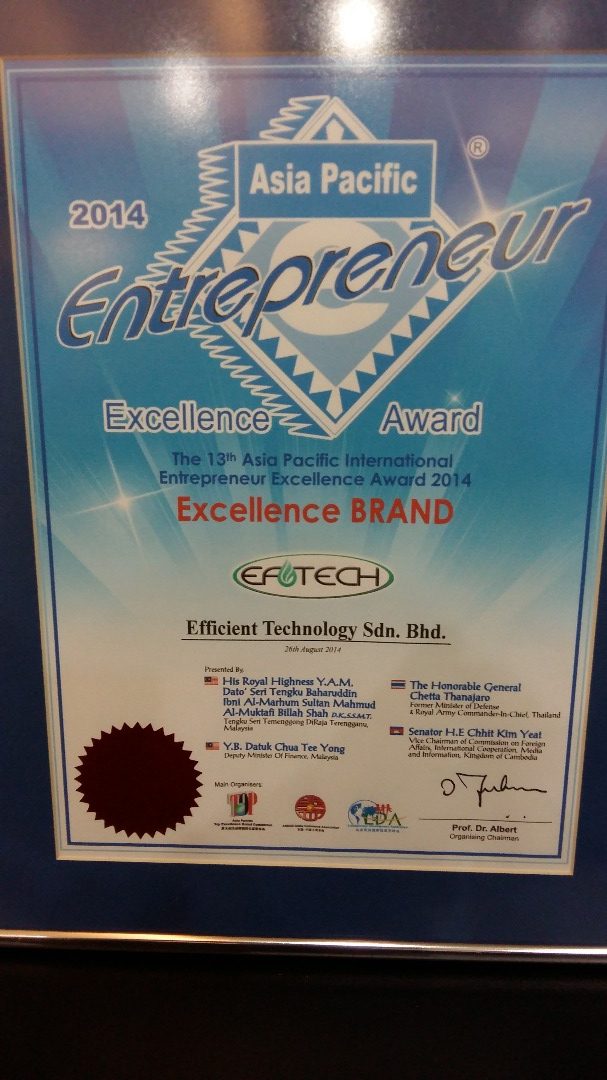 Asia Pacific
®
2014
Entrepreneur
Excellence
Award
The 13th Asia Pacific International
Entrepreneur Excellence Award 2014
Excellence BRAND
EFOTECH
Efficient Technology Sdn. Bhd.
26th August 2014
Presented By:
His Royal Highness Y.A.M.
Dato' Seri Tengku Baharuddin
Ibni Al-Marhum Sultan Mahmud
Al-Muktafi Billah Shah D.K,S.S.M.T.
Tengku Seri Temenggong DiRaja Terengganu,
Malaysia
Y.B. Datuk Chua Tee Yong
Deputy Minister Of Finance, Malaysia
The Honorable General
Chetta Thanajaro
Former Minister of Defense
& Royal Army Commander-In-Chief, Thailand
Senator H.E Chhit Kim Yeat
Vice Chairman of Commission on Foreign
Affairs, International Cooperation, Media
and Information, Kingdom of Cambodia
Main Organisers:
EDA
Prof. Dr. Albert
Organising Chairman